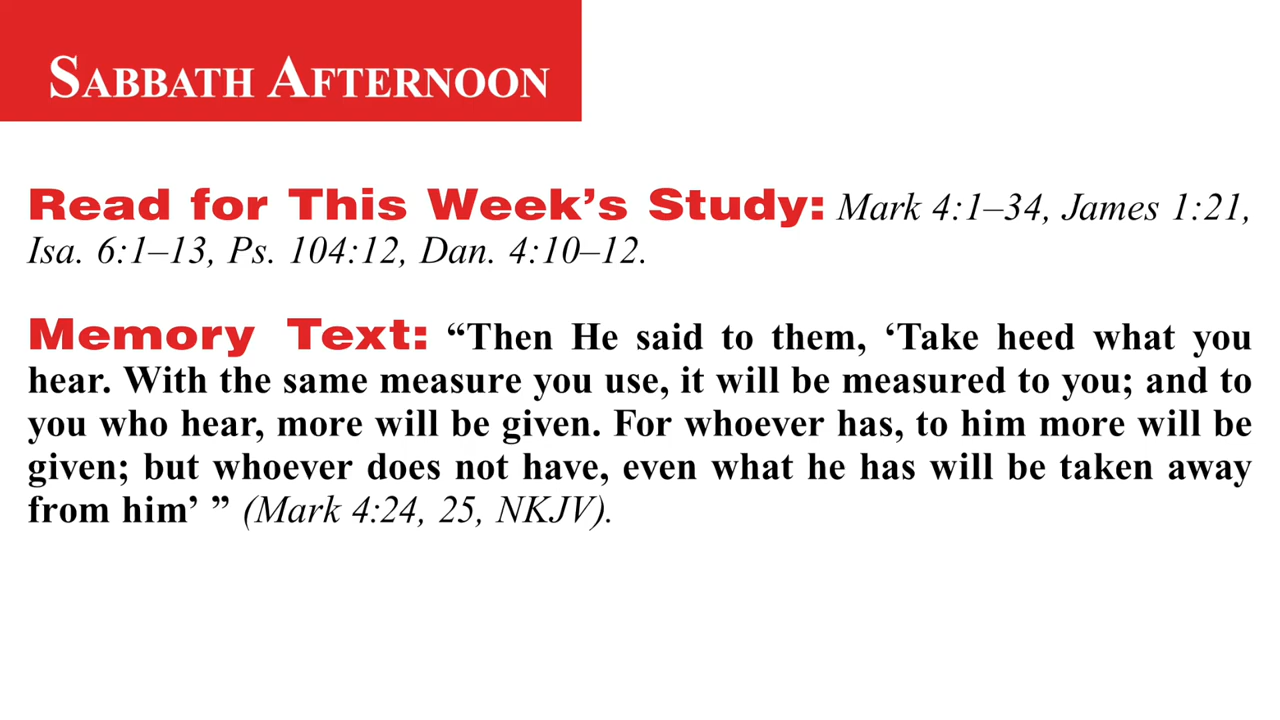 SABBATH AFTERNOON
Read for This Week’s Study: Mark 4:1–34, James 1:21,
Isa. 6:1–13, Ps. 104:12, Dan. 4:10–12.
Memory Text: “Then He said to them, ‘Take heed what you
hear. With the same measure you use, it will be measured to you; and to
you who hear, more will be given. For whoever has, to him more will be
given; but whoever does not have, even what he has will be taken away
from him’ ” (Mark 4:24, 25, NKJV).